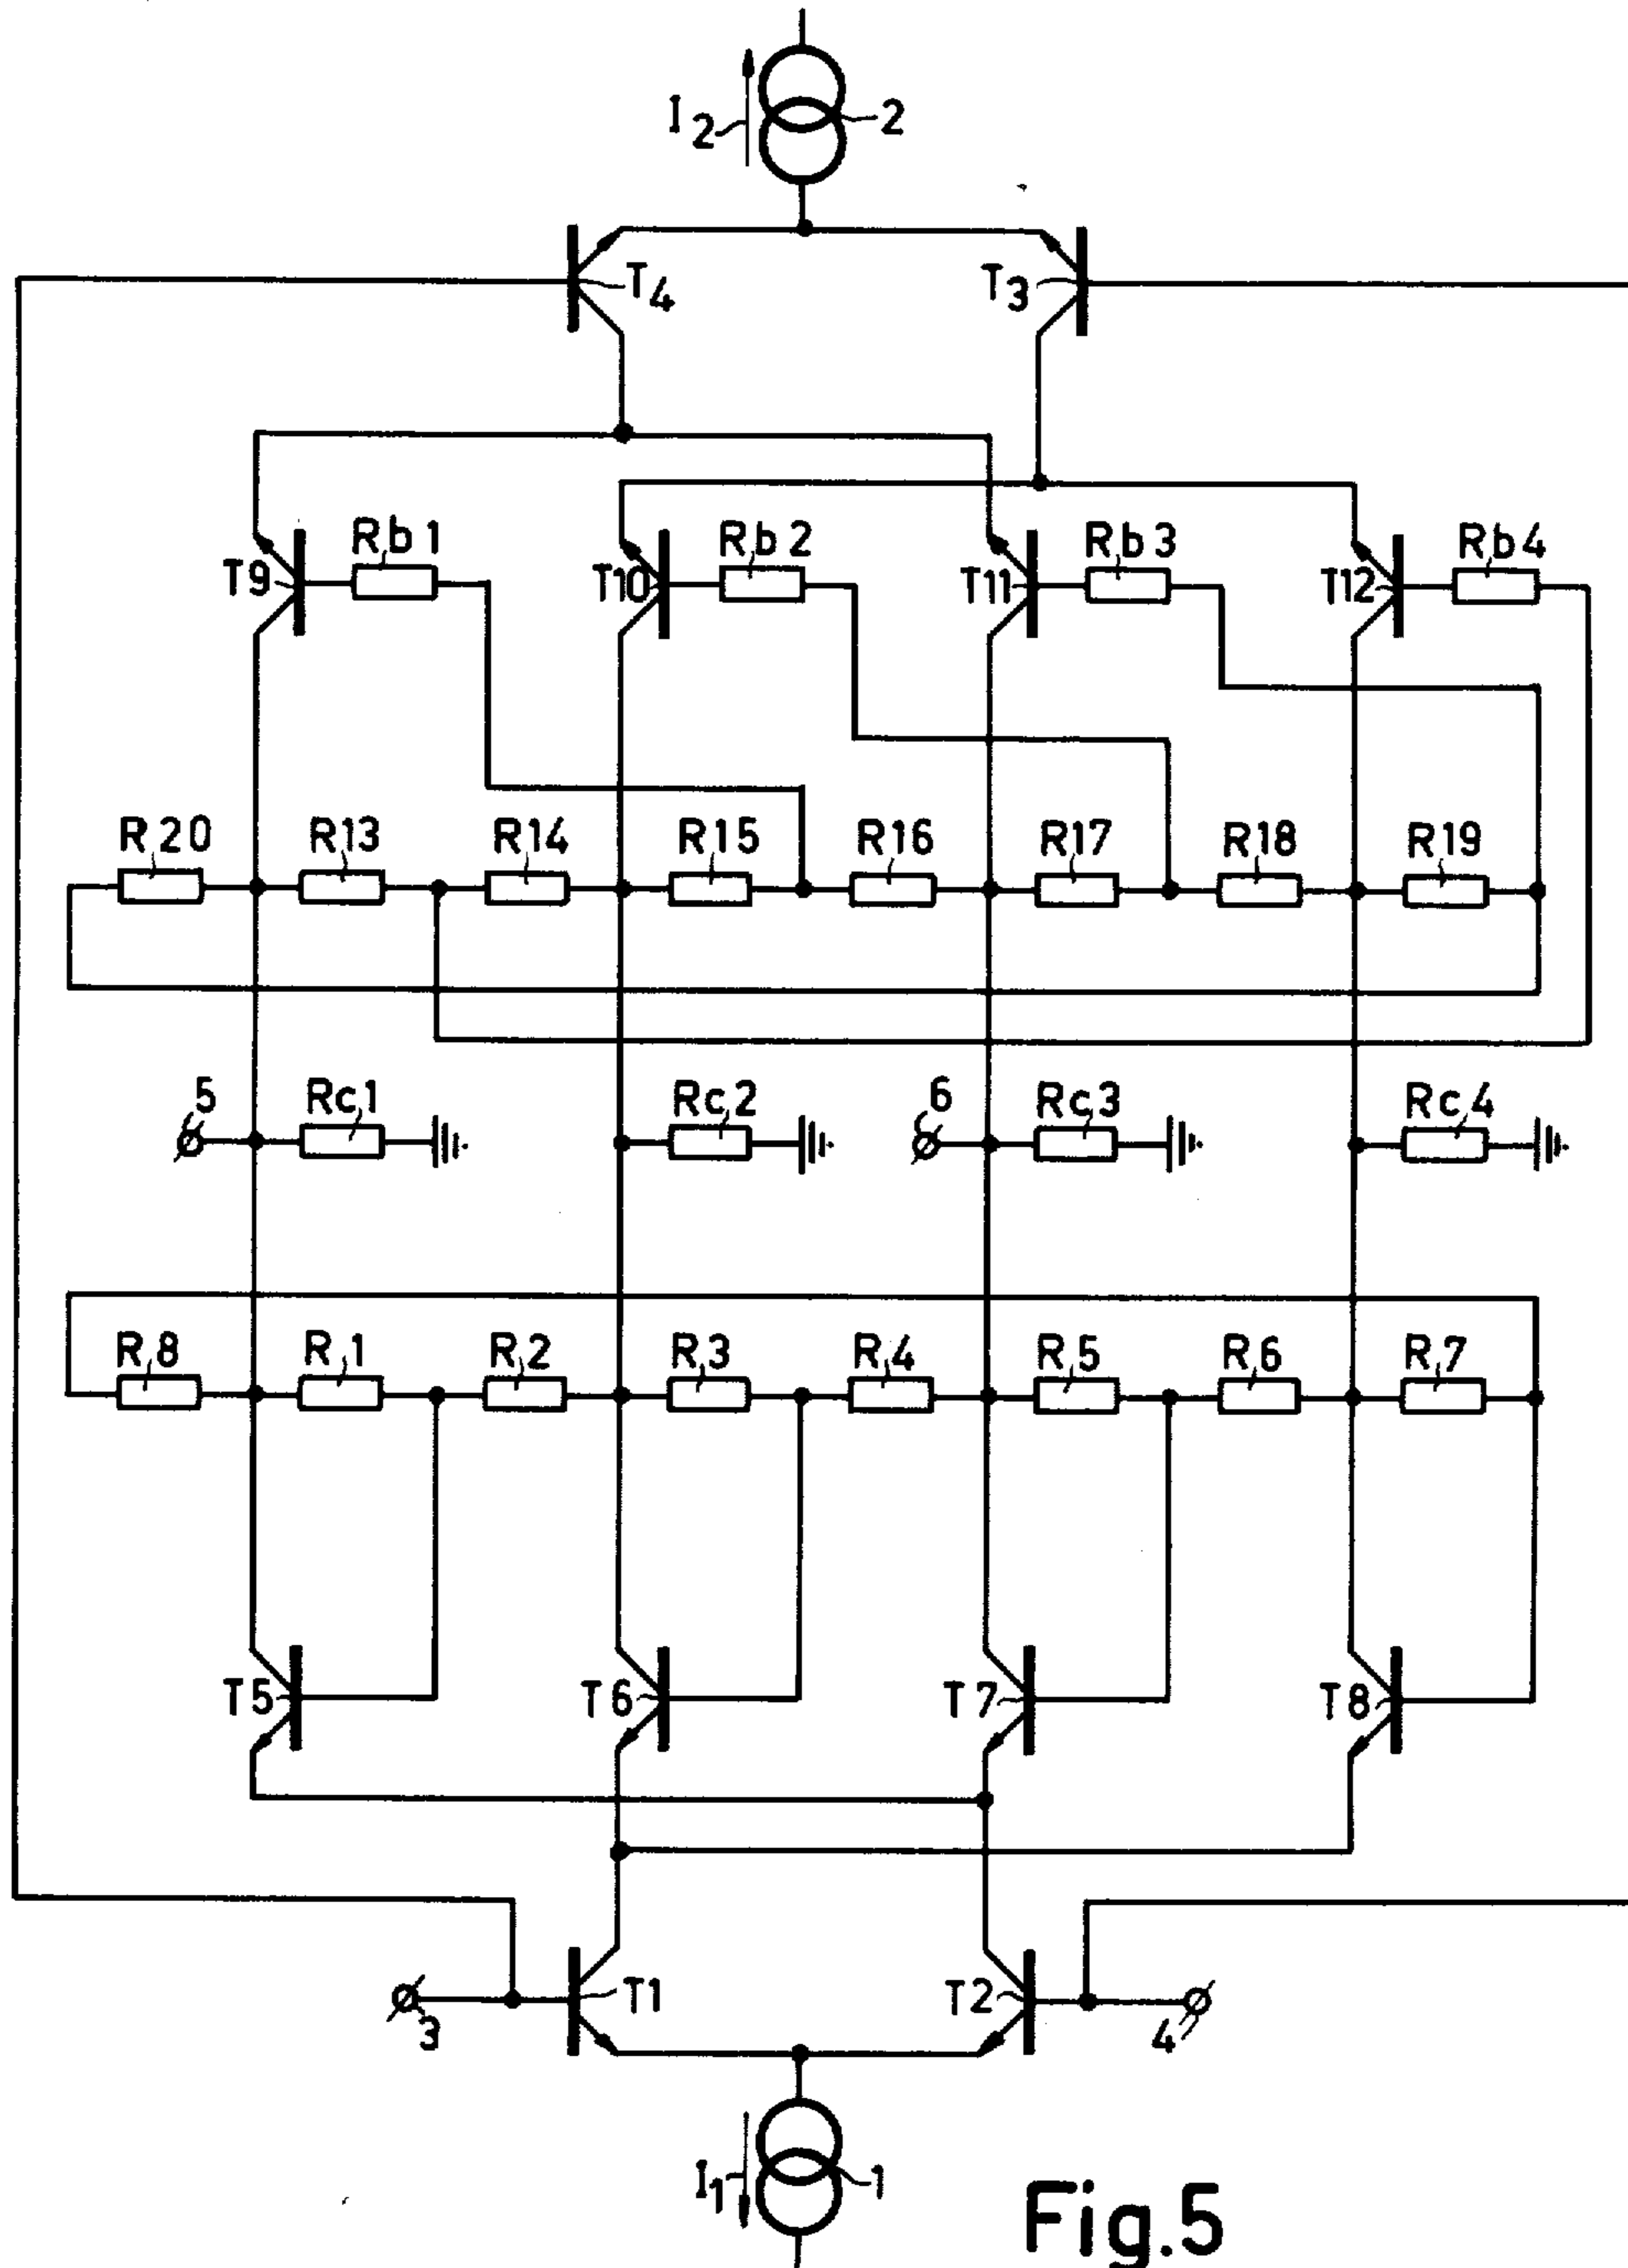 I2 2
T4 T3
Rb1 Rb2 Rb3 Rb4
T9 T10 T11 T12
R20 R13 R14 R15 R16 R17 R18 R19
5 Rc1 Rc2 6 Rc3 Rc4
R8 R1 R2 R3 R4 R5 R6 R7
T5 T6 T7 T8
T1 T2
3 4
I1 1
Fig.5